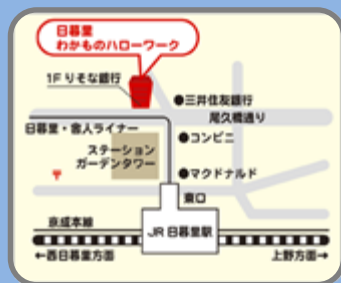 日暮里
わかものハローワーク
1F りそな銀行
●三井住友銀行
尾久橋通り
日暮里・舎人ライナー
●コンビニ
ステーション
ガーデンタワー
〒
●マクドナルド
東口
京成本線
JR 日暮里駅
←西日暮里方面
上野方面→